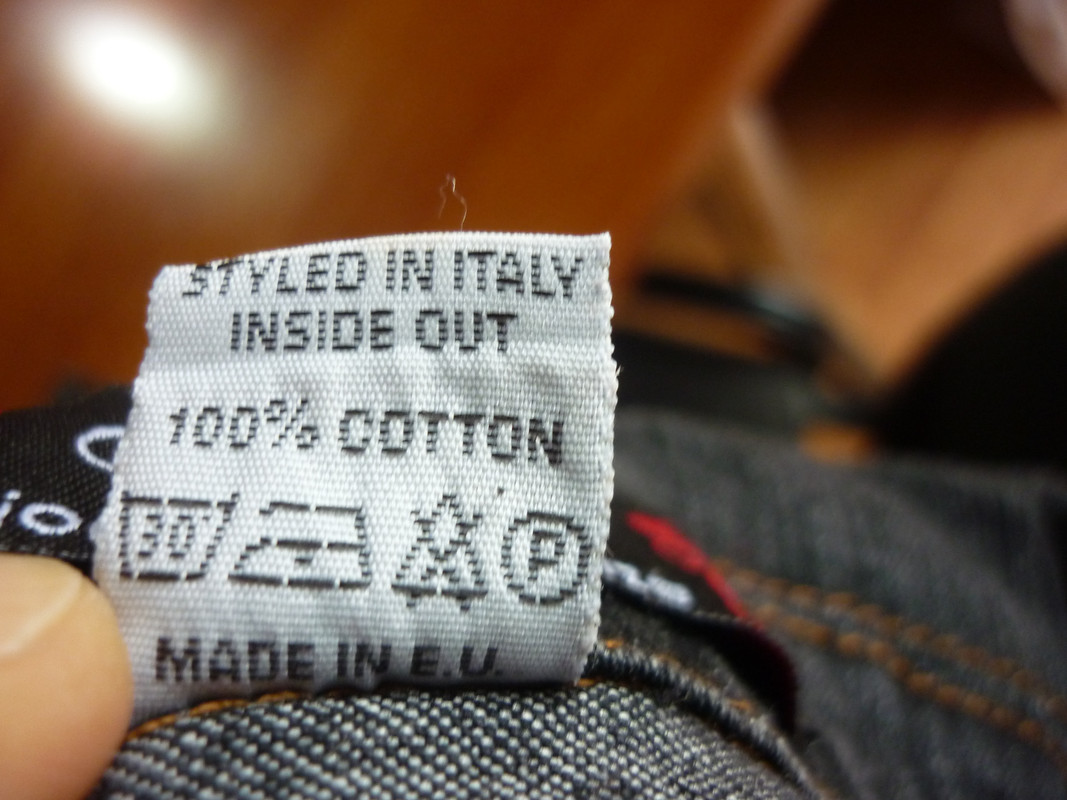 STYLED IN ITALY
INSIDE OUT
100% COTTON
30° P
MADE IN E.U.